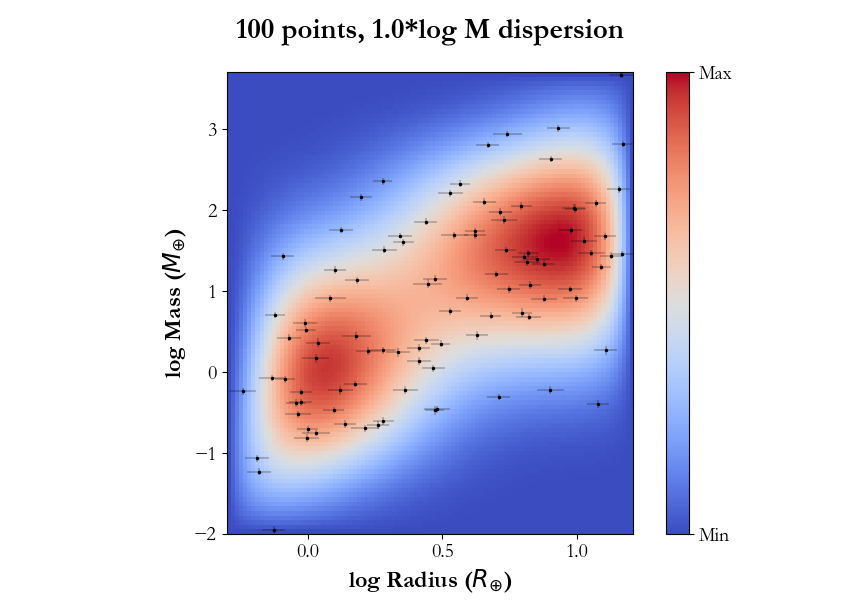 100 points, 1.0*log M dispersion
Max
3
2
log Mass (M⊕)
1
0
−1
−2
Min
0.0 0.5 1.0
log Radius (R⊕)